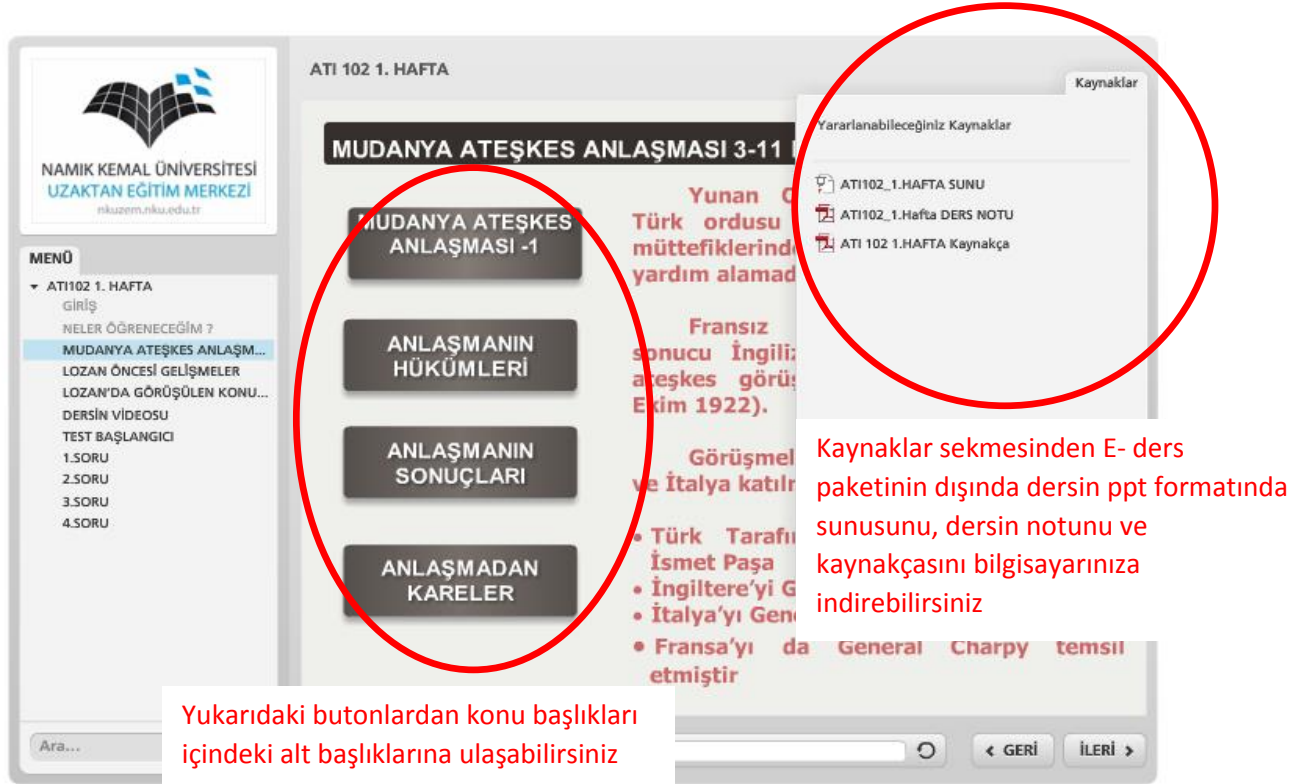 NAMIK KEMAL ÜNİVERSİTESİ
UZAKTAN EĞİTİM MERKEZİ
nkuzem.nku.edu.tr
MENÜ
ATI102 1. HAFTA
GİRİŞ
NELER ÖĞRENECEĞİM ?
MUDANYA ATEŞKES ANLAŞM...
LOZAN ÖNCESİ GELİŞMELER
LOZAN'DA GÖRÜŞÜLEN KONU...
DERSİN VİDEOSU
TEST BAŞLANGICI
1.SORU
2.SORU
3.SORU
4.SORU
Ara...
ATI 102 1. HAFTA
MUDANYA ATEŞKES ANLAŞMASI 3-11
MUDANYA ATEŞKES
ANLAŞMASI -1
ANLAŞMANIN
HÜKÜMLERİ
ANLAŞMANIN
SONUÇLARI
ANLAŞMADAN
KARELER
Yunan
Türk ordusu
müttefiklerind
yardım alamad
Fransız
sonucu İngiliz
ateşkes görüş
Ekim 1922).
Görüşmel
ve İtalya katılr
• Türk Tarafı
İsmet Paşa
• İngiltere'yi G
• İtalya'yı Gene
• Fransa'yı da General Charpy temsil
etmiştir
Kaynaklar
Yararlanabileceğiniz Kaynaklar
ATI102_1.HAFTA SUNU
ATI102_1.Hafta DERS NOTU
ATI 102 1.HAFTA Kaynakça
Kaynaklar sekmesinden E- ders
paketinin dışında dersin ppt formatında
sunusunu, dersin notunu ve
kaynakçasını bilgisayarınıza
indirebilirsiniz
Yukarıdaki butonlardan konu başlıkları
içindeki alt başlıklarına ulaşabilirsiniz
GERİ
İLERİ